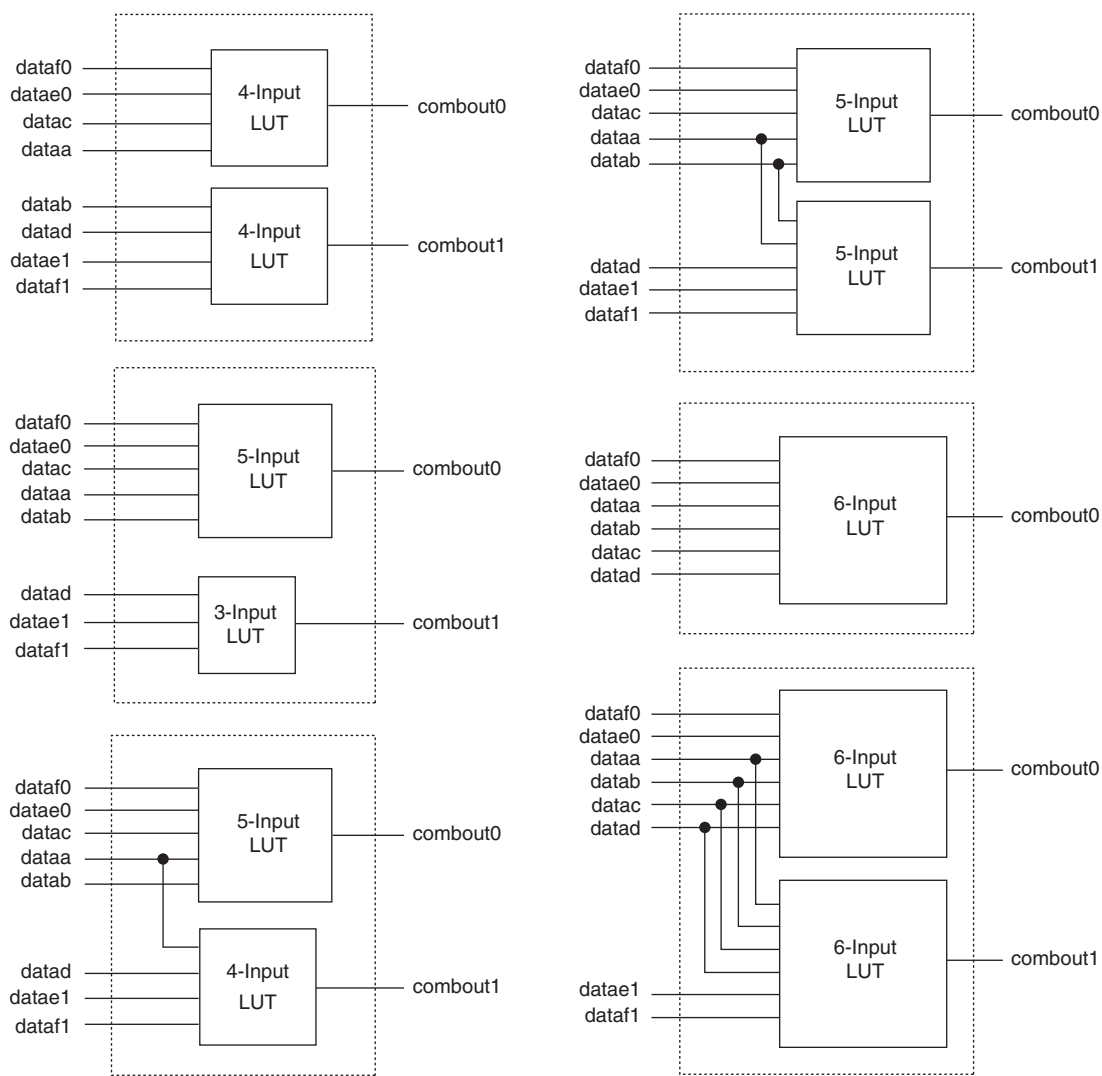 dataf0
datae0
datac
dataa
4-Input
LUT
combout0
datab
datad
datae1
dataf1
4-Input
LUT
combout1
dataf0
datae0
datac
dataa
datab
5-Input
LUT
combout0
datad
datae1
dataf1
3-Input
LUT
combout1
dataf0
datae0
datac
dataa
datab
5-Input
LUT
combout0
datad
datae1
dataf1
4-Input
LUT
combout1
dataf0
datae0
datac
dataa
datab
5-Input
LUT
combout0
datad
datae1
dataf1
5-Input
LUT
combout1
dataf0
datae0
dataa
datab
datac
datad
6-Input
LUT
combout0
dataf0
datae0
dataa
datab
datac
datad
6-Input
LUT
combout0
datae1
dataf1
6-Input
LUT
combout1